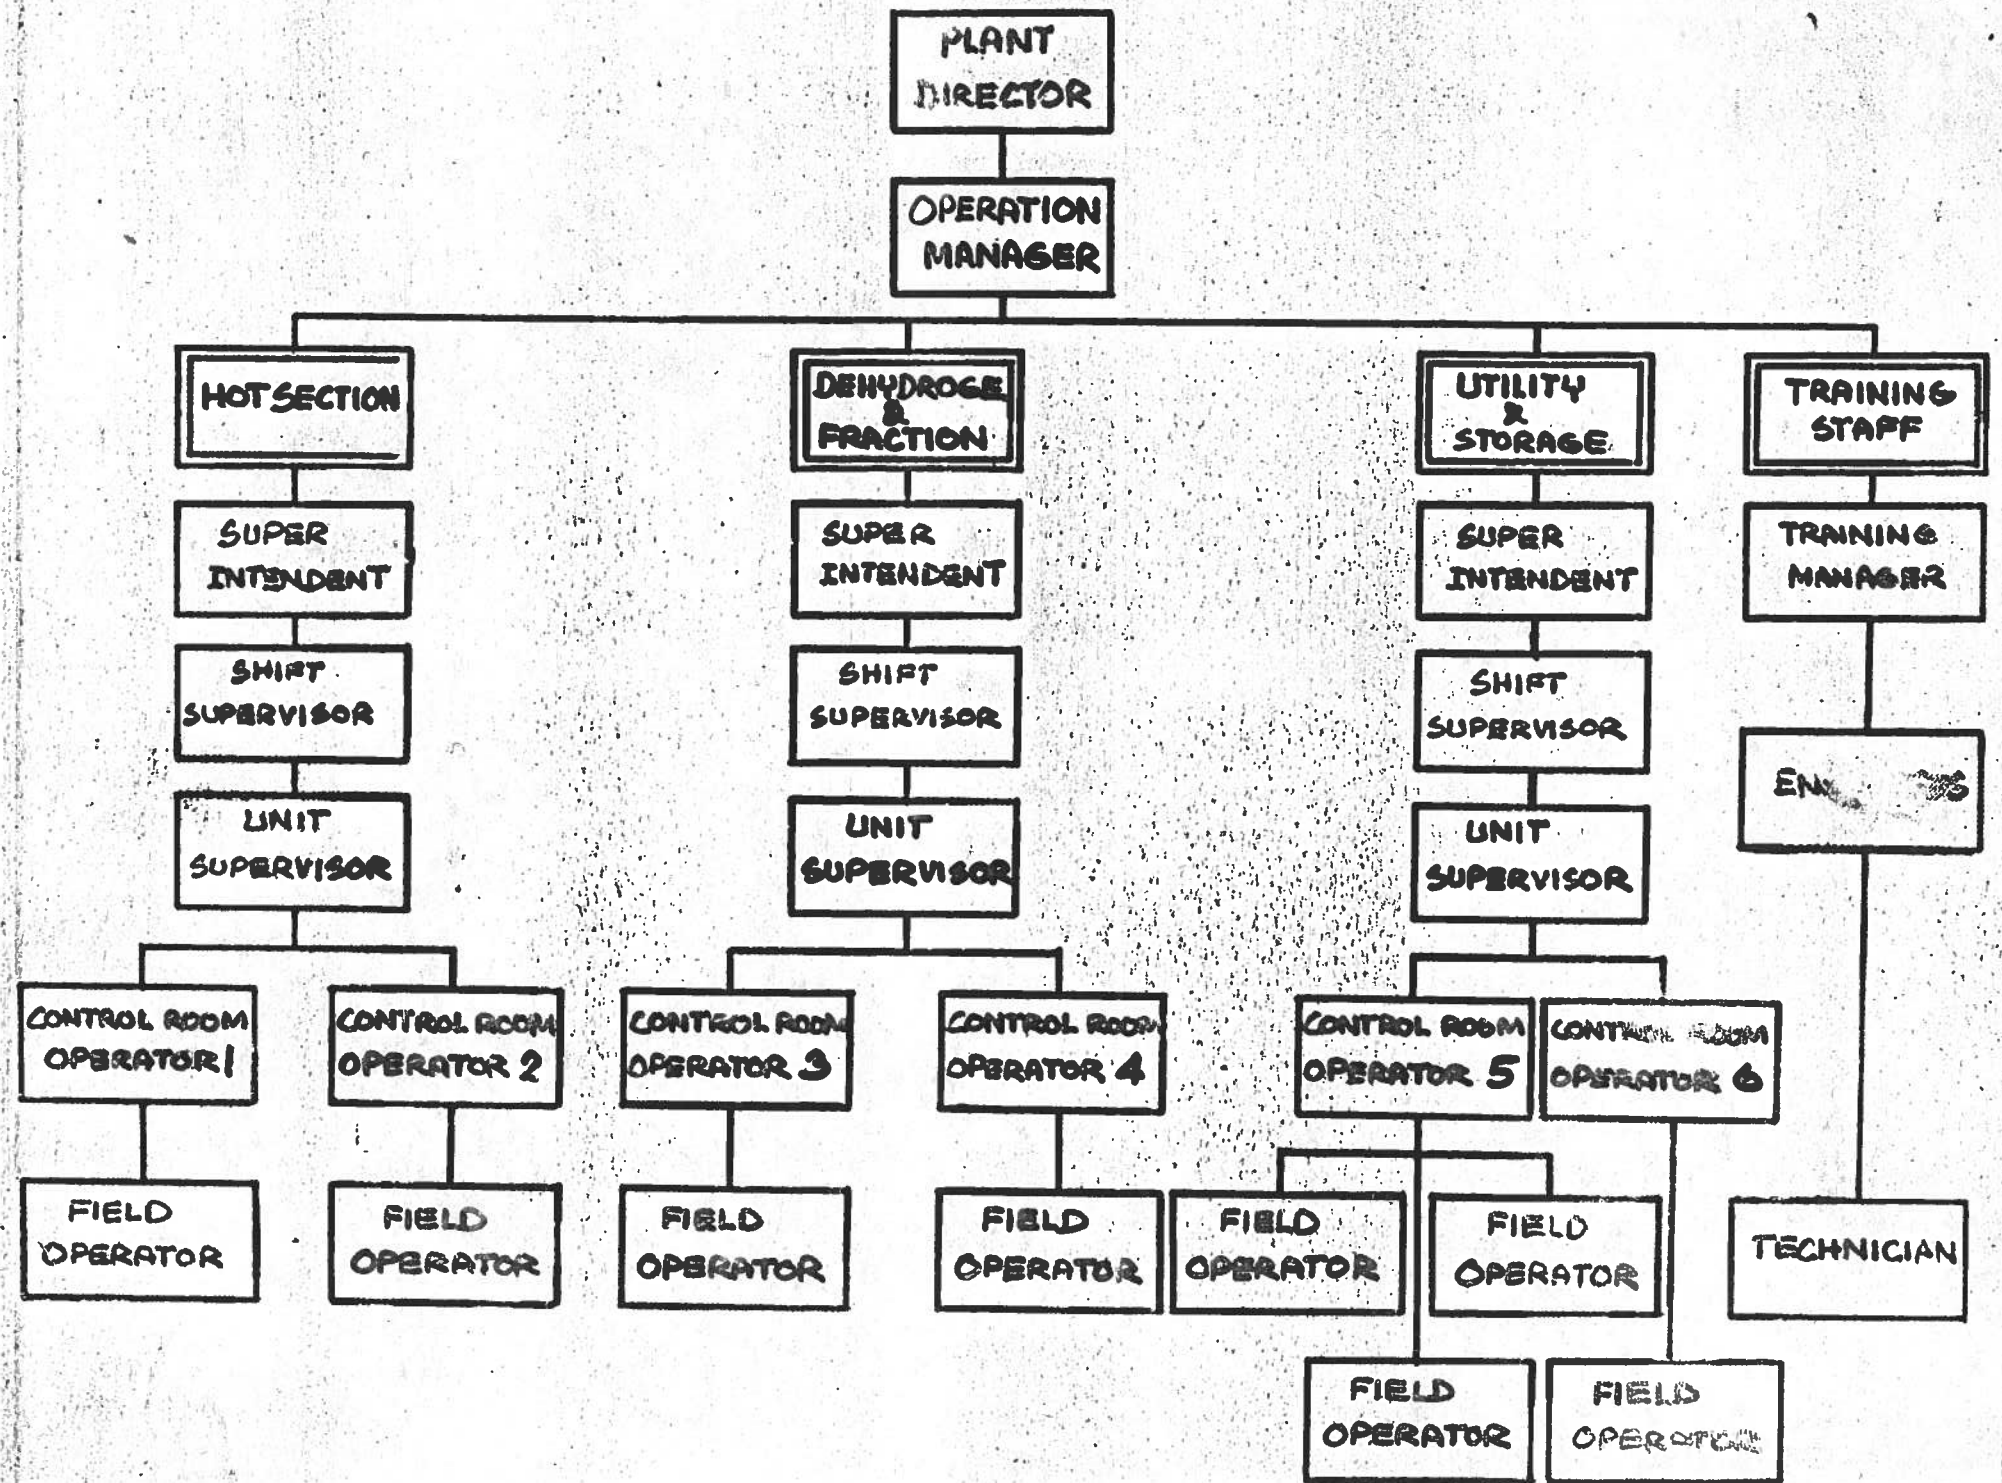 PLANT
DIRECTOR
OPERATION
MANAGER
HOT SECTION
DEHYDROGE
&
FRACTION
UTILITY
&
STORAGE
TRAINING
STAFF
SUPER
INTENDENT
SUPER
INTENDENT
SUPER
INTENDENT
TRAINING
MANAGER
SHIFT
SUPERVISOR
SHIFT
SUPERVISOR
SHIFT
SUPERVISOR
UNIT
SUPERVISOR
UNIT
SUPERVISOR
UNIT
SUPERVISOR
CONTROL ROOM
OPERATOR 1
CONTROL ROOM
OPERATOR 2
CONTROL ROOM
OPERATOR 3
CONTROL ROOM
OPERATOR 4
CONTROL ROOM
OPERATOR 5
CONTROL ROOM
OPERATOR 6
FIELD
OPERATOR
FIELD
OPERATOR
FIELD
OPERATOR
FIELD
OPERATOR
FIELD
OPERATOR
FIELD
OPERATOR
TECHNICIAN
FIELD
OPERATOR
FIELD
OPERATOR